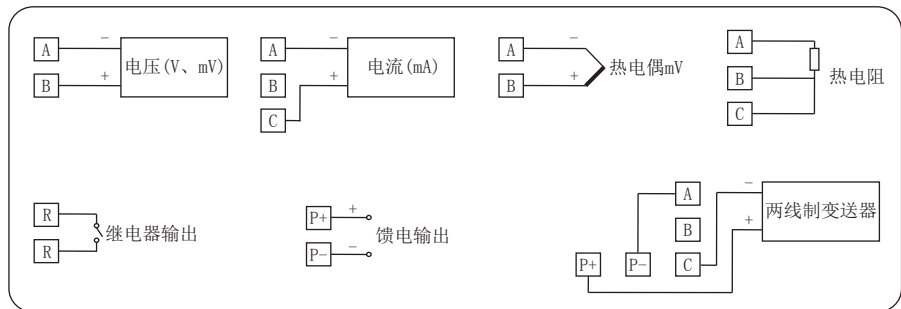 A
－
电压(V、mV)
B
+
A
－
电流(mA)
B
+
C
A
－
热电偶mV
B
+
A
热电阻
B
C
R
继电器输出
R
P+
+
馈电输出
P-
－
A
－
两线制变送器
B
+
P+
P-
C